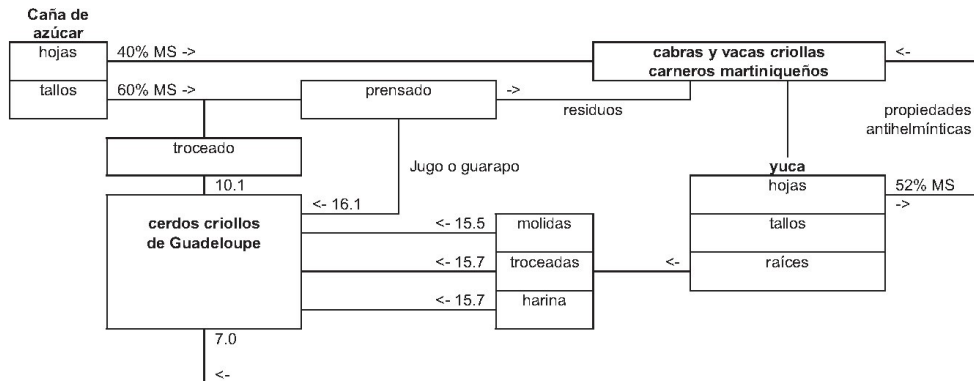 Caña de
azúcar
hojas
40% MS ->
cabras y vacas criollas
carneros martiniqueños
<-
tallos
60% MS ->
prensado
->
residuos
propiedades
antihelmínticas
troceado
Jugo o guarapo
yuca
10.1
hojas
52% MS
->
<- 16.1
cerdos criollos
de Guadeloupe
<- 15.5
molidas
tallos
<- 15.7
troceadas
<-
raíces
<- 15.7
harina
7.0
<-